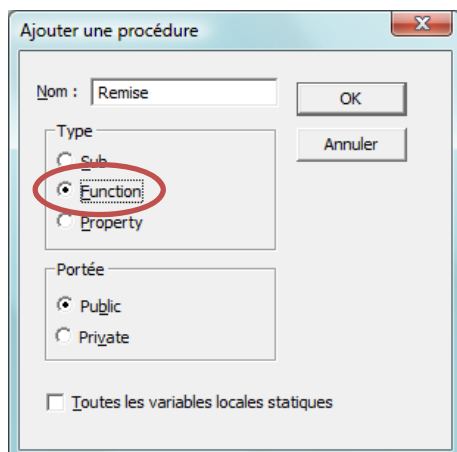 Ajouter une procédure
Nom : Remise
OK
Annuler
Type
Sub
Function
Property
Portée
Public
Private
Toutes les variables locales statiques